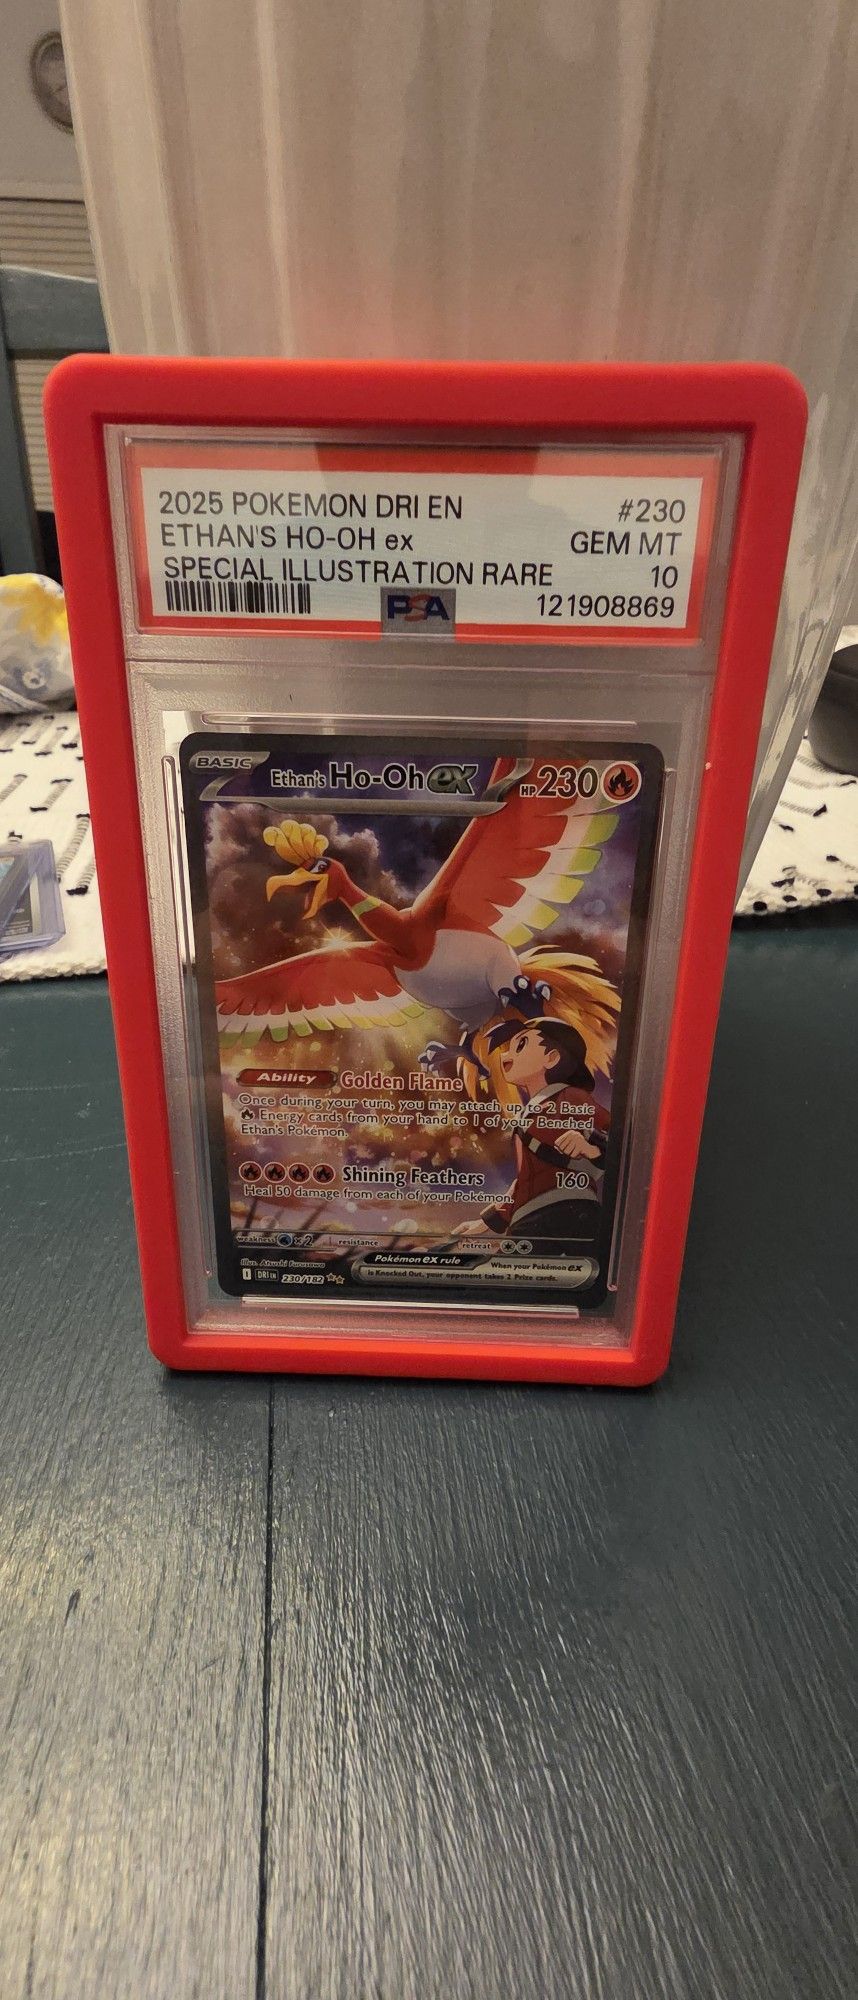 2025 POKEMON DRI EN #230
ETHAN'S HO-OH ex GEM MT
SPECIAL ILLUSTRATION RARE 10
PSA 121908869
BASIC Ethan's Ho-Oh ex HP 230
Ability Golden Flame
Once during your turn, you may attach up to 2 Basic
Energy cards from your hand to 1 of your Benched
Ethan's Pokémon.
Shining Feathers 160
Heal 50 damage from each of your Pokémon.
weakness ×2 resistance retreat
Illus. Atsushi Furusawa
Pokémon ex rule When your Pokémon ex
is Knocked Out, your opponent takes 2 Prize cards.
I DRI EN 230/182